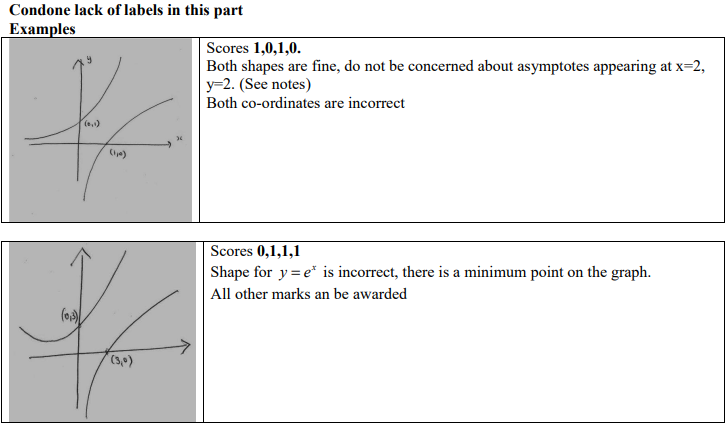 Condone lack of labels in this part
Examples
y
(0,1)
x
(1,0)
Scores 1,0,1,0.
Both shapes are fine, do not be concerned about asymptotes appearing at x=2,
y=2. (See notes)
Both co-ordinates are incorrect
(0,3)
(3,0)
Scores 0,1,1,1
Shape for y = eˣ is incorrect, there is a minimum point on the graph.
All other marks an be awarded